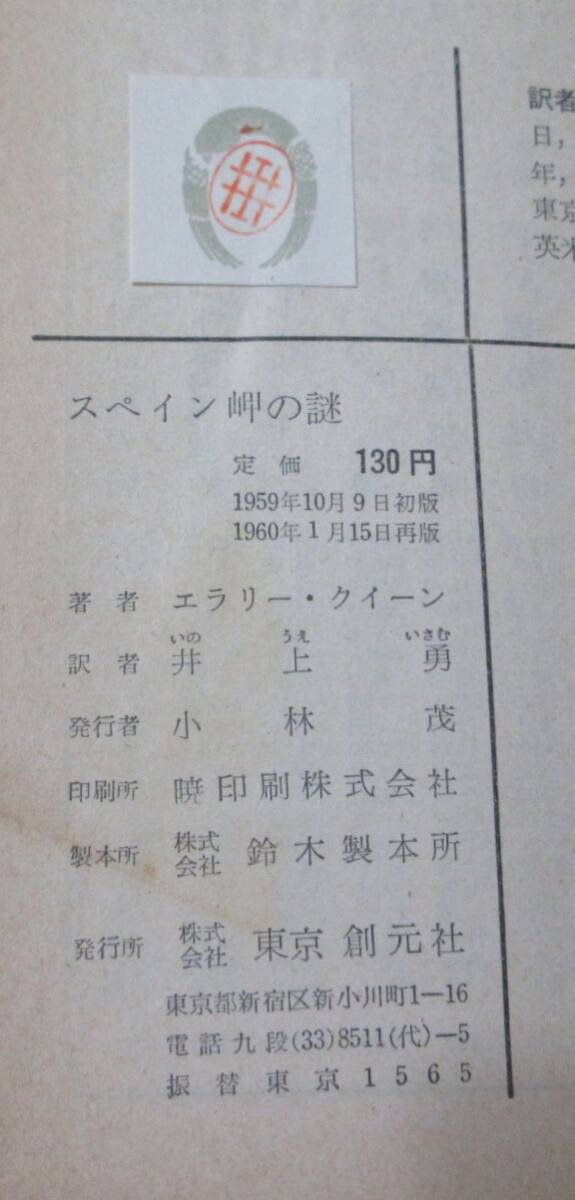 訳者
日，
年，
東京
英米
スペイン岬の謎
定価 130円
1959年10月9日初版
1960年1月15日再版
著者 エラリー・クイーン
いの うえ いさむ
訳者 井上勇
発行者 小林茂
印刷所 暁印刷株式会社
製本所 株式会社 鈴木製本所
発行所 株式会社 東京創元社
東京都新宿区新小川町1—16
電話九段(33)8511(代)—5
振替東京1565